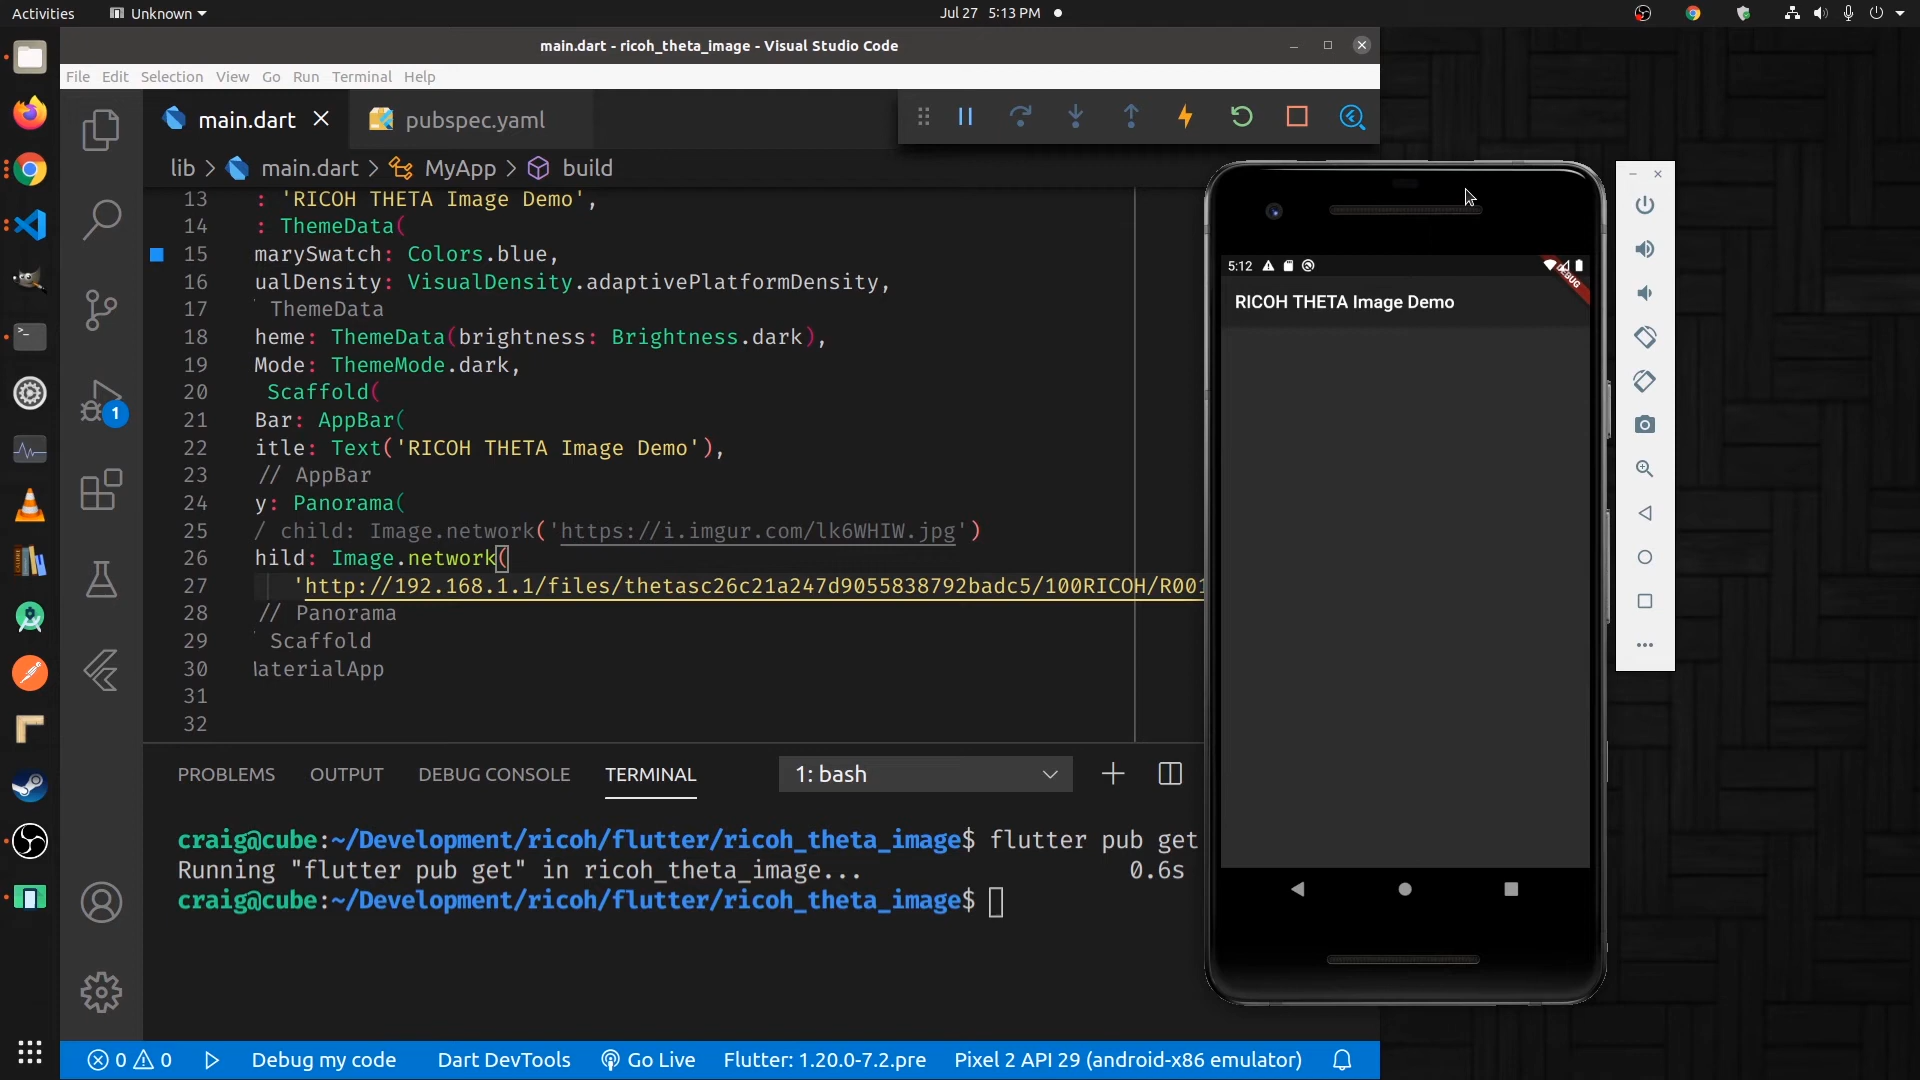 Activities
Unknown
Jul 27 5:13 PM
main.dart - ricoh_theta_image - Visual Studio Code
File Edit Selection View Go Run Terminal Help
main.dart
pubspec.yaml
lib > main.dart > MyApp > build
13 : 'RICOH THETA Image Demo',
14 : ThemeData(
15 marySwatch: Colors.blue,
16 ualDensity: VisualDensity.adaptivePlatformDensity,
17 ThemeData
18 heme: ThemeData(brightness: Brightness.dark),
19 Mode: ThemeMode.dark,
20 Scaffold(
21 Bar: AppBar(
22 itle: Text('RICOH THETA Image Demo'),
23 // AppBar
24 y: Panorama(
25 / child: Image.network('https://i.imgur.com/lk6WHIW.jpg')
26 hild: Image.network(
27 'http://192.168.1.1/files/thetasc26c21a247d9055838792badc5/100RICOH/R001
28 // Panorama
29 Scaffold
30 MaterialApp
31
32
PROBLEMS OUTPUT DEBUG CONSOLE TERMINAL
1: bash
craig@cube:~/Development/ricoh/flutter/ricoh_theta_image$ flutter pub get
Running "flutter pub get" in ricoh_theta_image... 0.6s
craig@cube:~/Development/ricoh/flutter/ricoh_theta_image$
1
0 0 Debug my code Dart DevTools Go Live Flutter: 1.20.0-7.2.pre Pixel 2 API 29 (android-x86 emulator)
5:12
DEBUG
RICOH THETA Image Demo